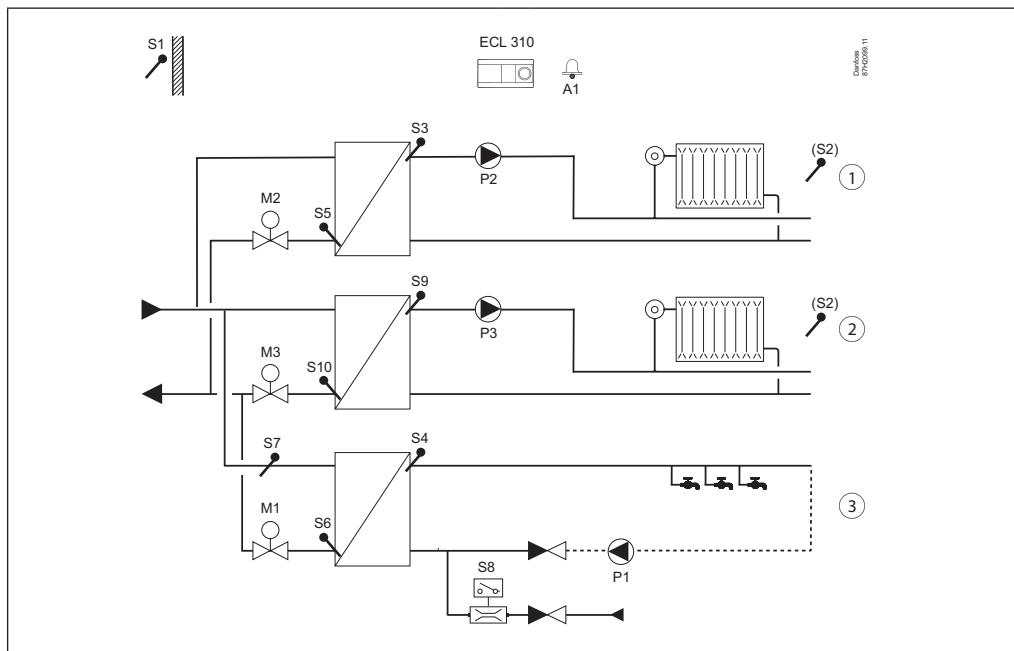 S1
ECL 310
A1
Danfoss
87H2099.11
S3
P2
(S2)
1
M2
S5
S9
P3
(S2)
2
M3
S10
S7
S4
3
M1
S6
P1
S8